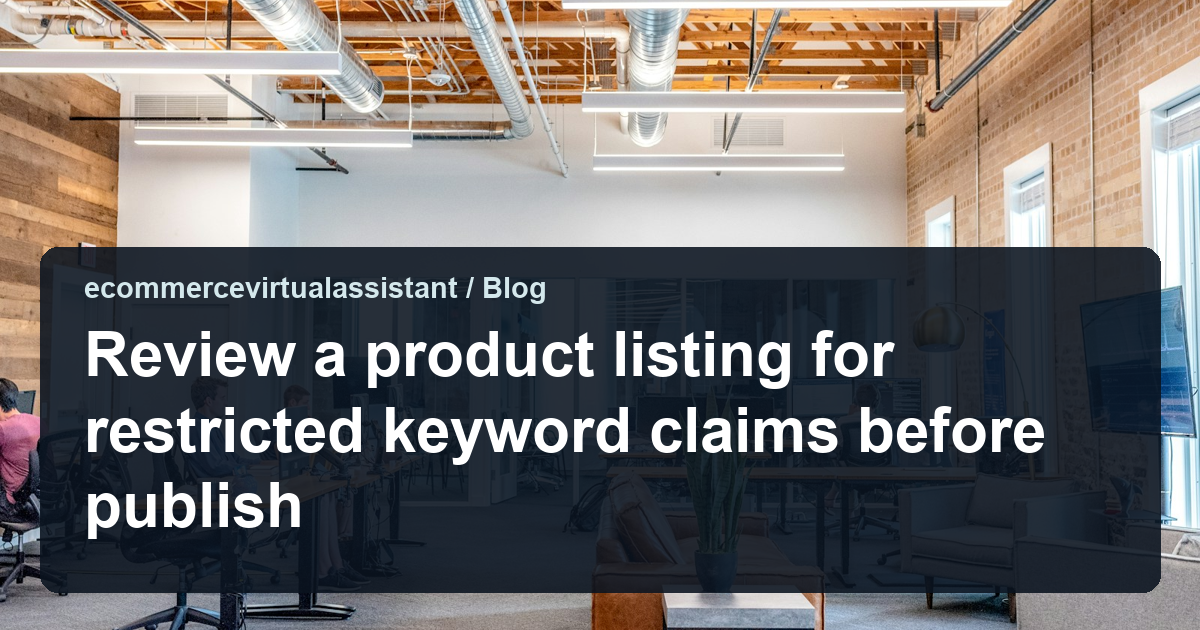 ecommercevirtualassistant / Blog
Review a product listing for
restricted keyword claims before
publish